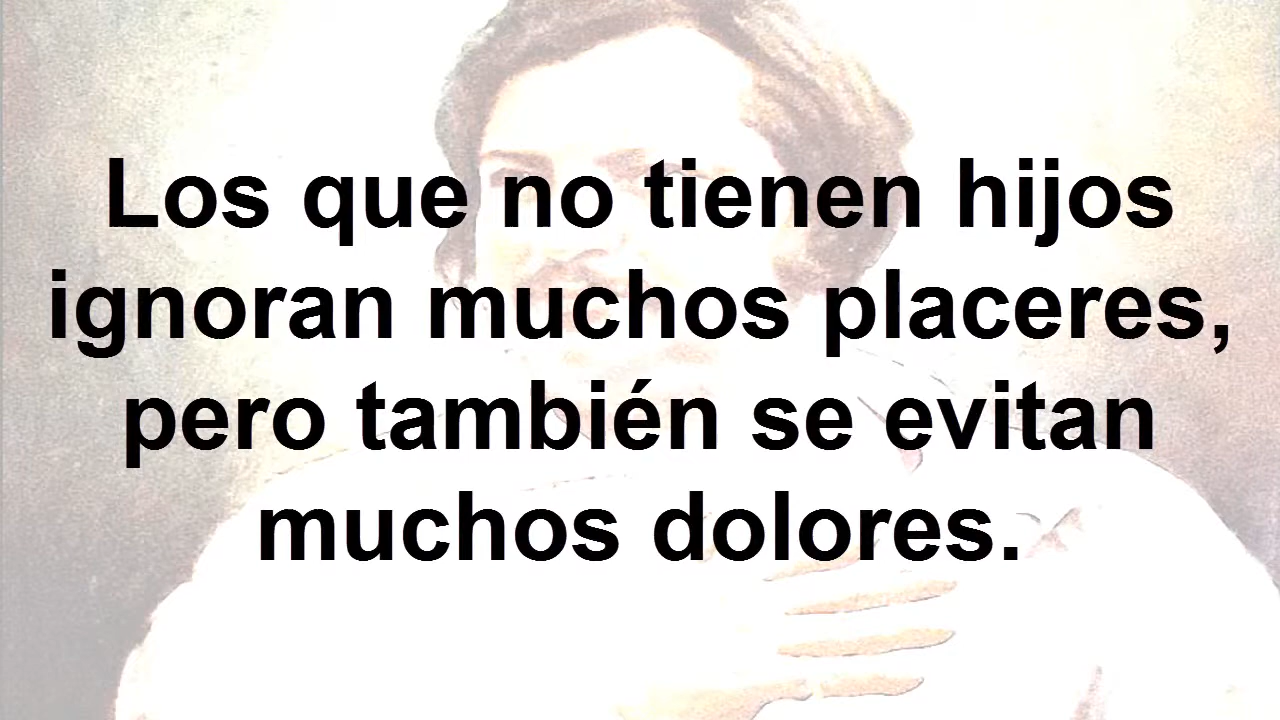 Los que no tienen hijos
ignoran muchos placeres,
pero también se evitan
muchos dolores.